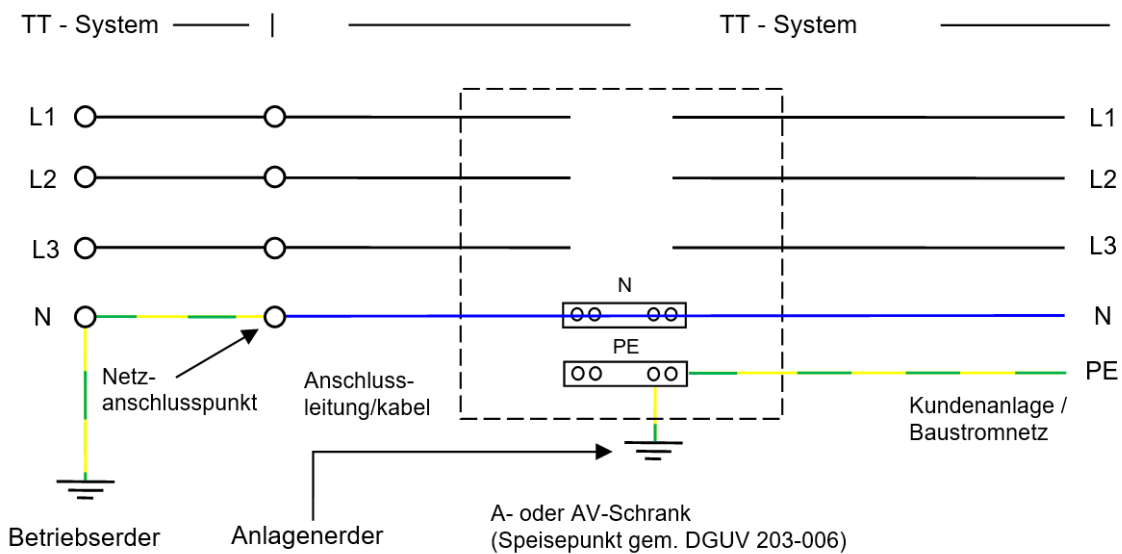 TT - System
TT - System
L1
L1
L2
L2
L3
L3
N
N
N
PE
PE
Netz-
anschlusspunkt
Anschluss-
leitung/kabel
Kundenanlage /
Baustromnetz
Betriebserder
Anlagenerder
A- oder AV-Schrank
(Speisepunkt gem. DGUV 203-006)